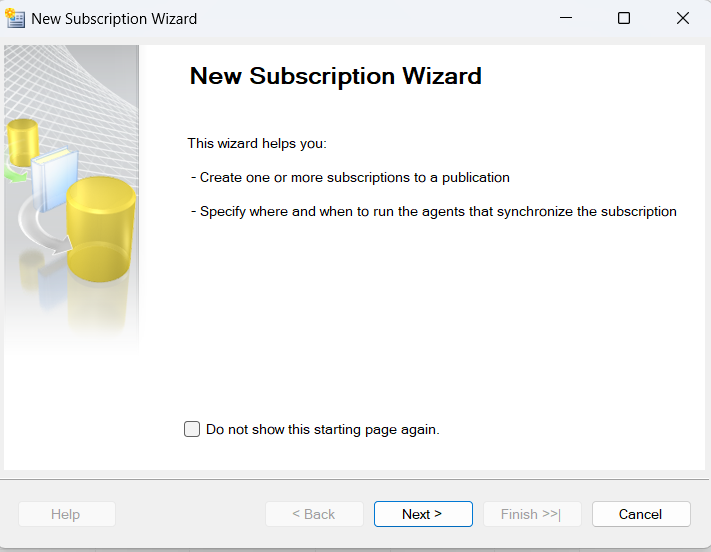 New Subscription Wizard
New Subscription Wizard
This wizard helps you:
- Create one or more subscriptions to a publication
- Specify where and when to run the agents that synchronize the subscription
Do not show this starting page again.
Help
< Back
Next >
Finish >>|
Cancel